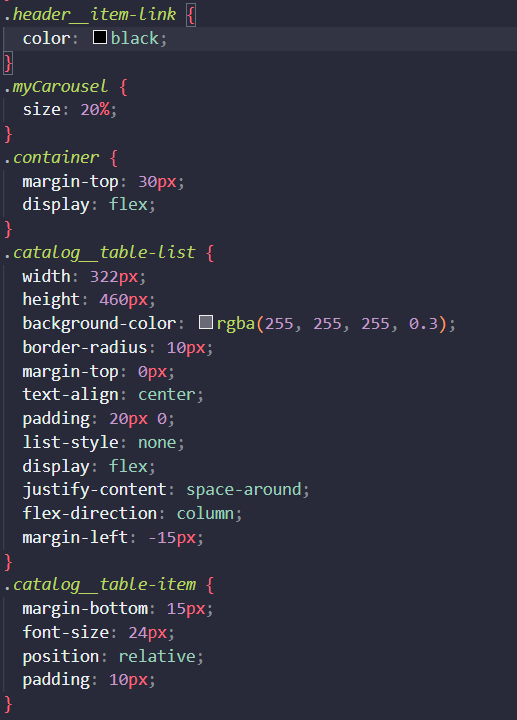 .header__item-link {
  color: black;
}
.myCarousel {
  size: 20%;
}
.container {
  margin-top: 30px;
  display: flex;
}
.catalog__table-list {
  width: 322px;
  height: 460px;
  background-color: rgba(255, 255, 255, 0.3);
  border-radius: 10px;
  margin-top: 0px;
  text-align: center;
  padding: 20px 0;
  list-style: none;
  display: flex;
  justify-content: space-around;
  flex-direction: column;
  margin-left: -15px;
}
.catalog__table-item {
  margin-bottom: 15px;
  font-size: 24px;
  position: relative;
  padding: 10px;
}